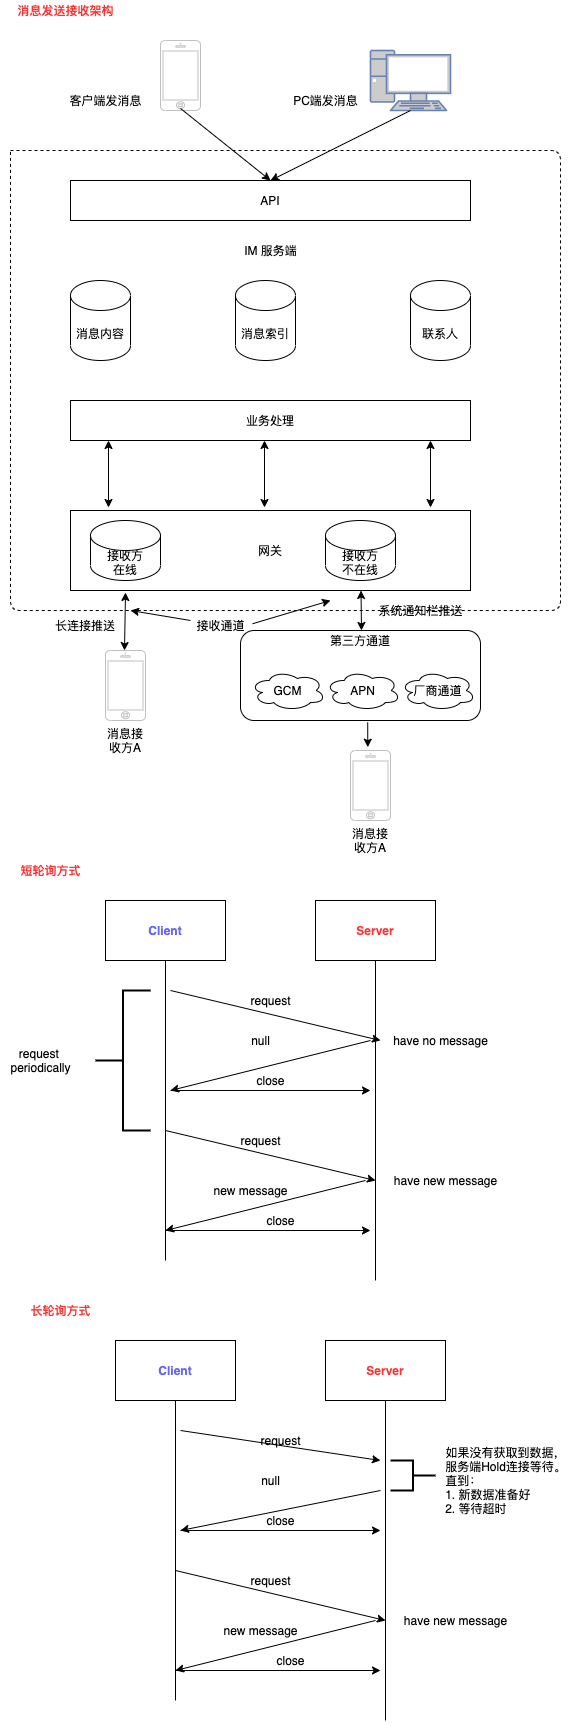 消息发送接收架构
客户端发消息
PC端发消息
API
IM 服务端
消息内容
消息索引
联系人
业务处理
接收方
在线
网关
接收方
不在线
长连接推送
接收通道
系统通知栏推送
第三方通道
GCM
APN
厂商通道
消息接
收方A
消息接
收方A
短轮询方式
Client
Server
request
null
have no message
request
periodically
close
request
have new message
new message
close
长轮询方式
Client
Server
request
如果没有获取到数据，
服务端Hold连接等待。
直到：
1. 新数据准备好
2. 等待超时
null
close
request
have new message
new message
close